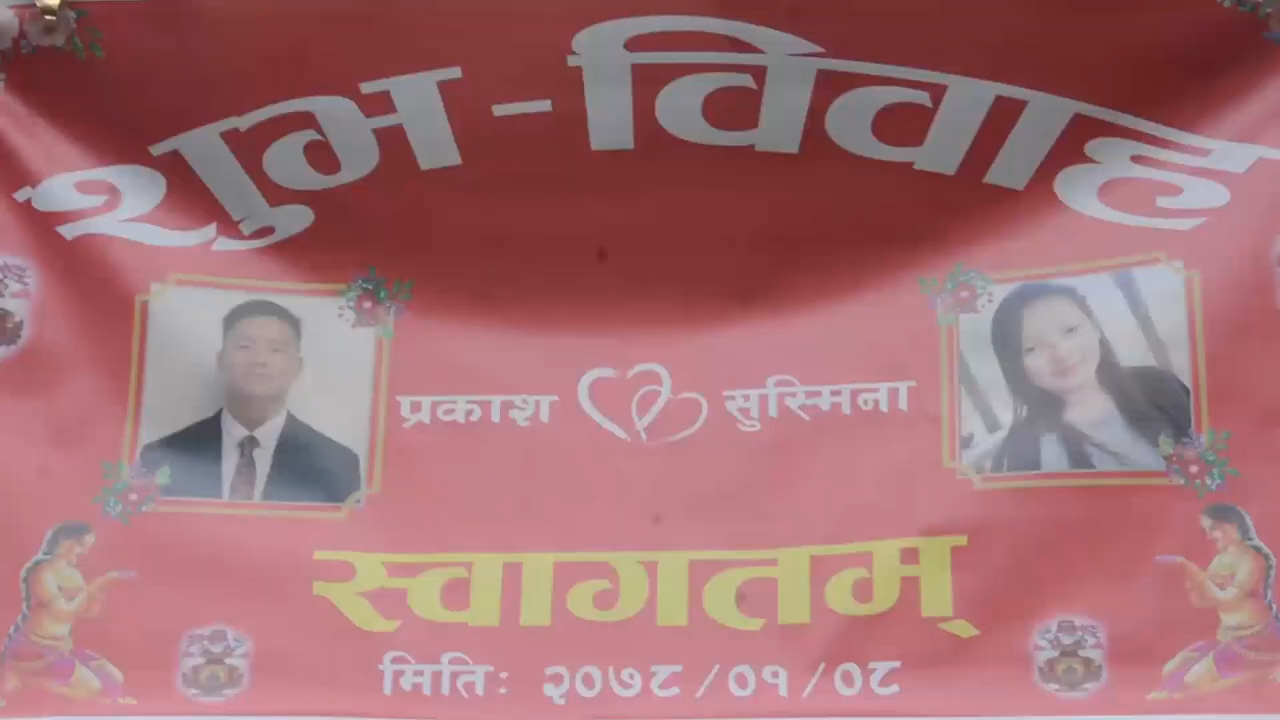 शुभ-विवाह
प्रकाश सुस्मिना
स्वागतम्
मितिः २०७८/०१/०८